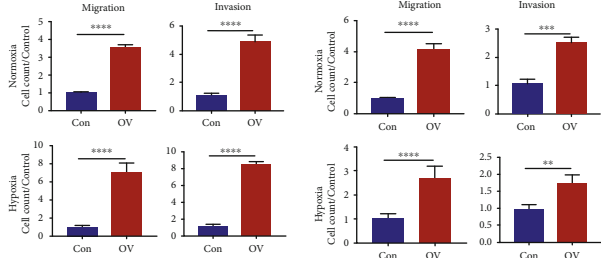 Migration
Invasion
Migration
Invasion
Normoxia
Cell count/Control
5
4
3
2
1
0
****
Con
OV
6
4
2
0
****
Con
OV
Normoxia
Cell count/Control
6
4
2
0
****
Con
OV
3
2
1
0
***
Con
OV
Hypoxia
Cell count/Control
10
8
6
4
2
0
****
Con
OV
10
8
6
4
2
0
****
Con
OV
Hypoxia
Cell count/Control
4
3
2
1
0
****
Con
OV
2.5
2.0
1.5
1.0
0.5
0.0
**
Con
OV